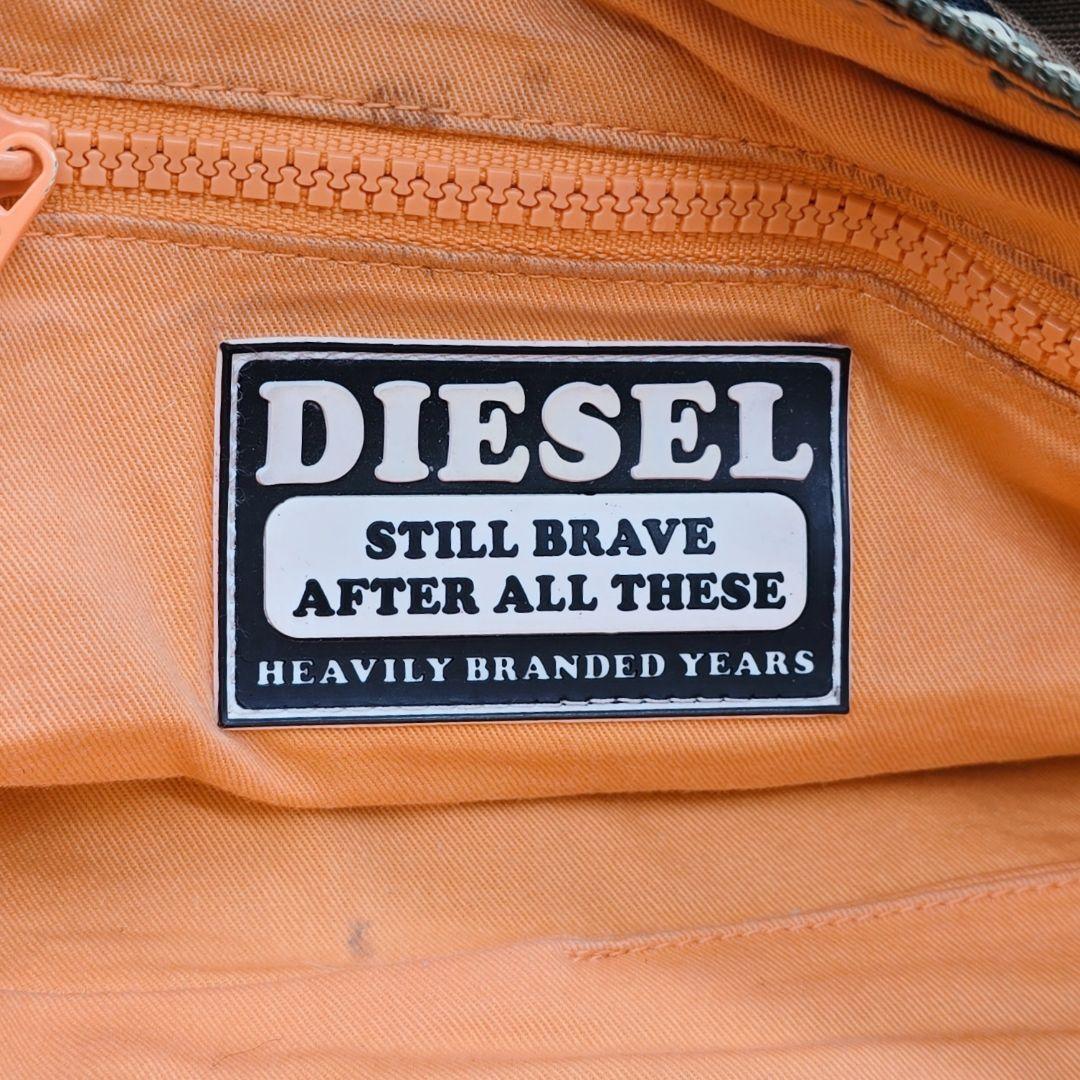 DIESEL
STILL BRAVE
AFTER ALL THESE
HEAVILY BRANDED YEARS